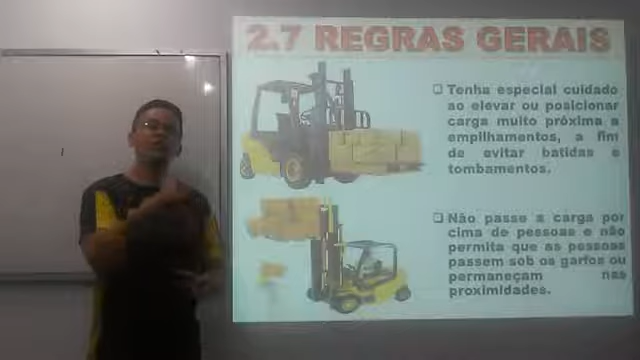 2.7 REGRAS GERAIS
❑ Tenha especial cuidado
ao elevar ou posicionar
carga muito próxima a
empilhamentos, a fim
de evitar batidas e
tombamentos.
❑ Não passe a carga por
cima de pessoas e não
permita que as pessoas
passem sob os garfos ou
permaneçam nas
proximidades.